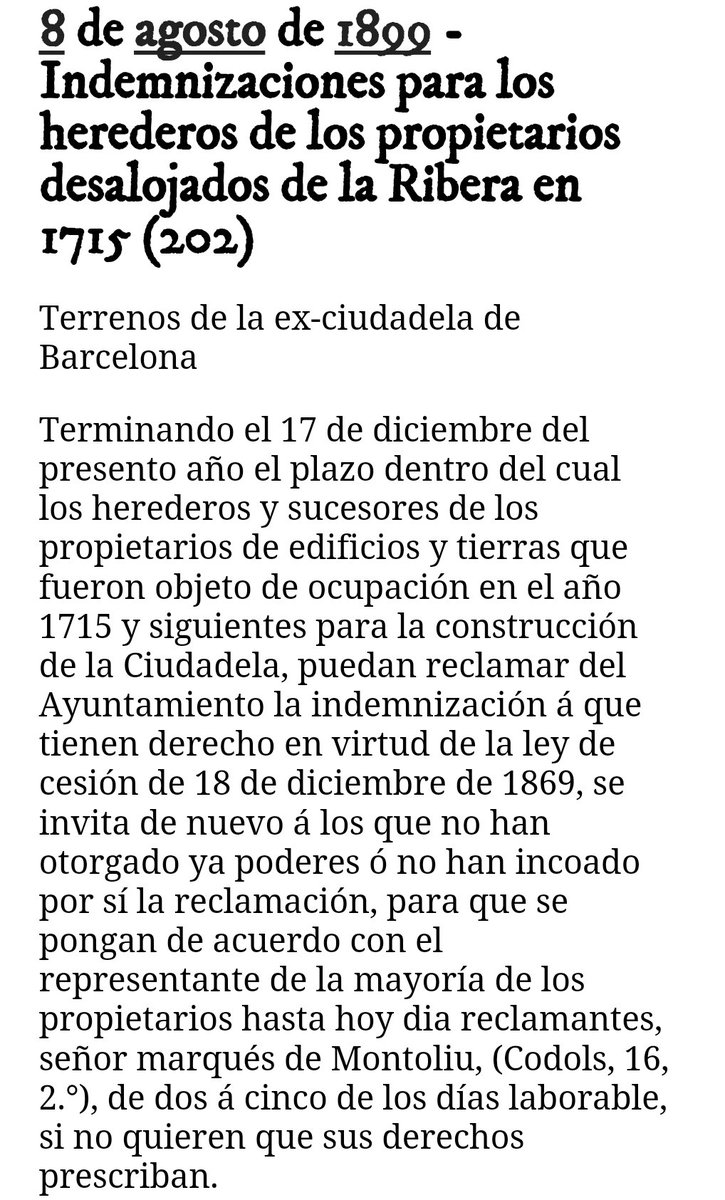 8 de agosto de 1899 -
Indemnizaciones para los
herederos de los propietarios
desalojados de la Ribera en
1715 (202)
Terrenos de la ex-ciudadela de
Barcelona
Terminando el 17 de diciembre del
presento año el plazo dentro del cual
los herederos y sucesores de los
propietarios de edificios y tierras que
fueron objeto de ocupación en el año
1715 y siguientes para la construcción
de la Ciudadela, puedan reclamar del
Ayuntamiento la indemnización á que
tienen derecho en virtud de la ley de
cesión de 18 de diciembre de 1869, se
invita de nuevo á los que no han
otorgado ya poderes ó no han incoado
por sí la reclamación, para que se
pongan de acuerdo con el
representante de la mayoría de los
propietarios hasta hoy dia reclamantes,
señor marqués de Montoliu, (Codols, 16,
2.°), de dos á cinco de los días laborable,
si no quieren que sus derechos
prescriban.